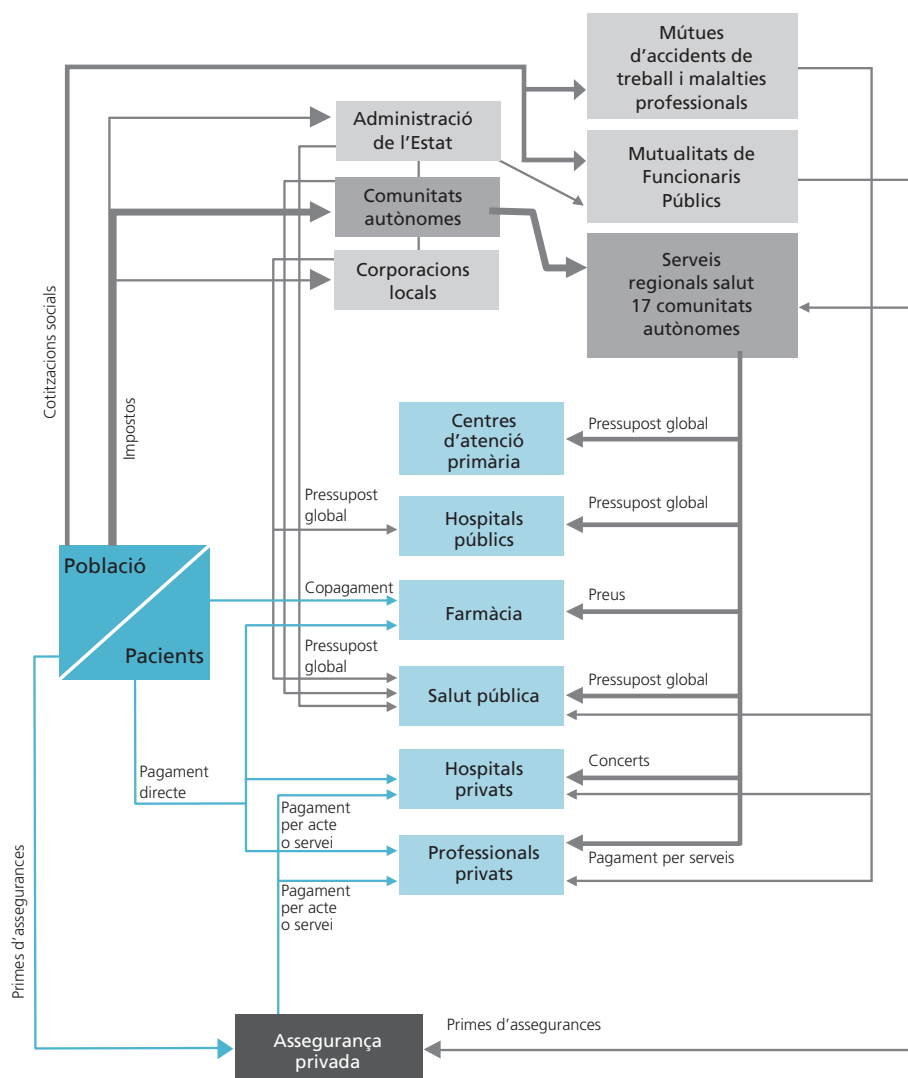 Mútues
d'accidents de
treball i malalties
professionals
Administració
de l'Estat
Mutualitats de
Funcionaris
Públics
Comunitats
autònomes
Serveis
regionals salut
17 comunitats
autònomes
Corporacions
locals
Cotitzacions socials
Impostos
Centres
d'atenció
primària
Pressupost global
Pressupost
global
Hospitals
públics
Pressupost global
Població
Pacients
Copagament
Farmàcia
Preus
Pressupost
global
Salut pública
Pressupost global
Pagament
directe
Hospitals
privats
Concerts
Pagament
per acte
o servei
Professionals
privats
Pagament per serveis
Pagament
per acte
o servei
Primes d'assegurances
Assegurança
privada
Primes d'assegurances